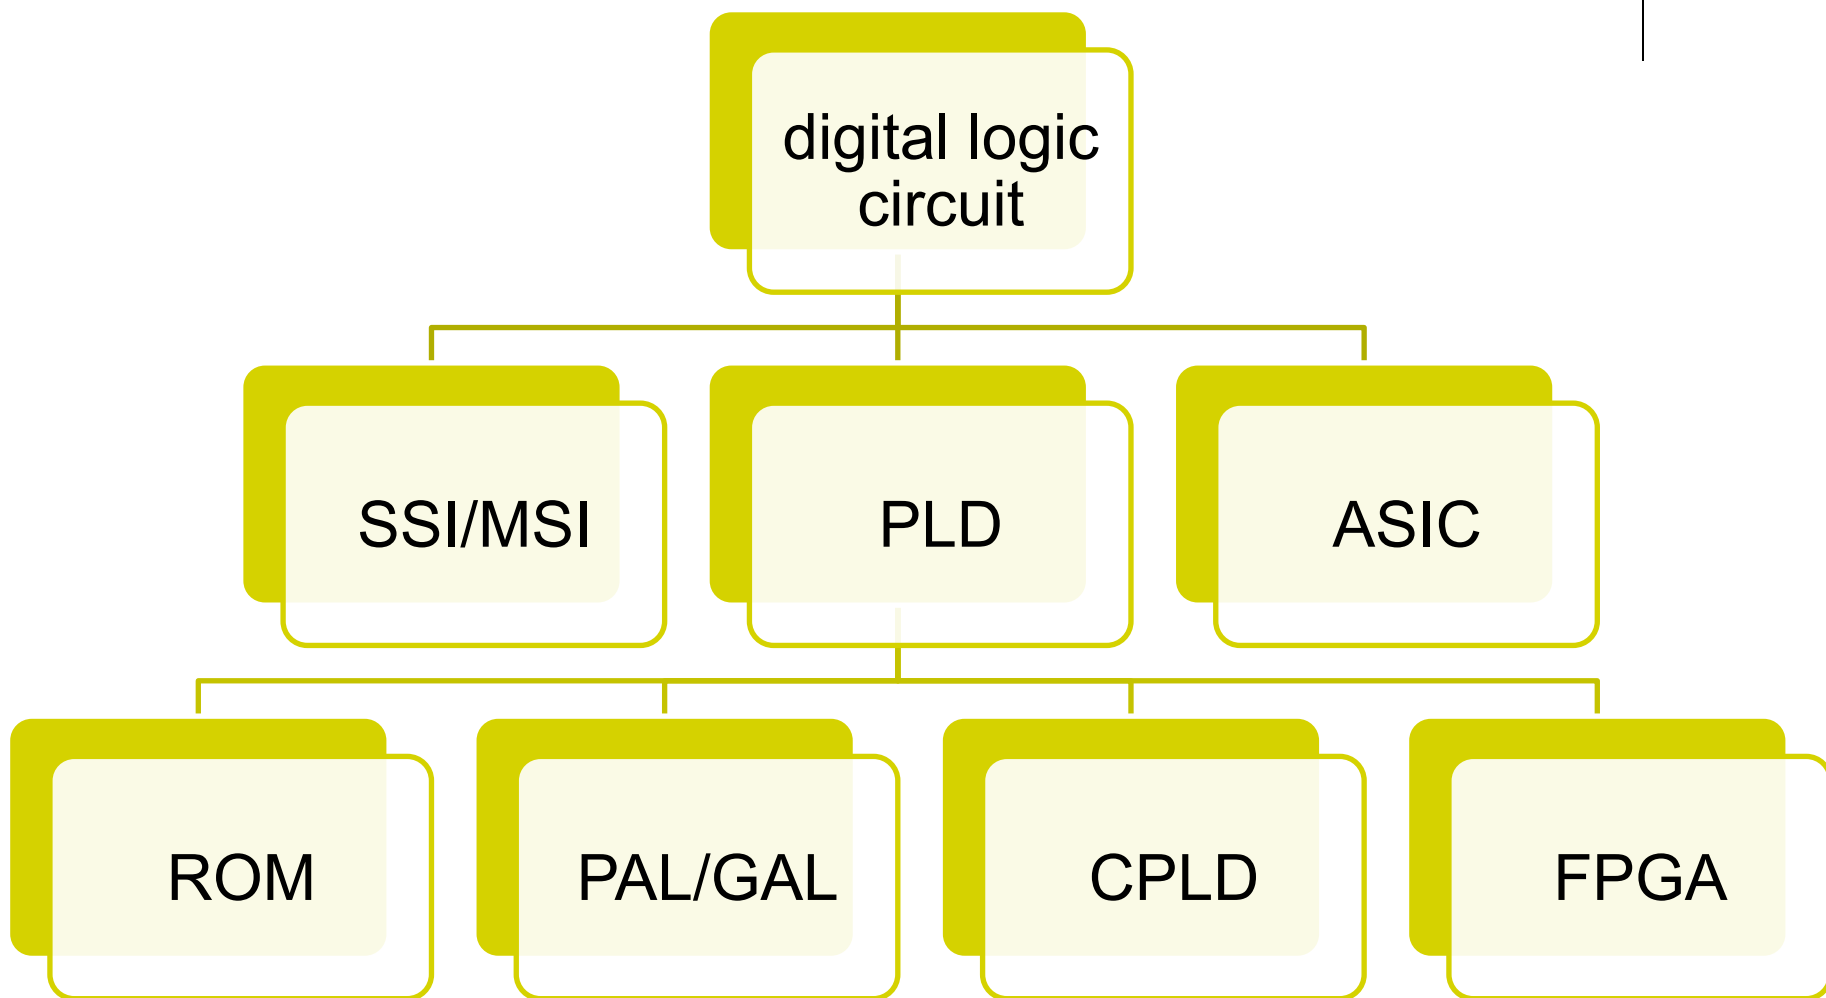 digital logic
circuit
SSI/MSI
PLD
ASIC
ROM
PAL/GAL
CPLD
FPGA